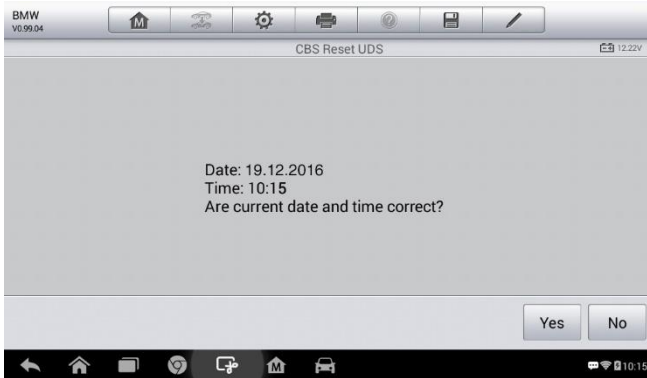 BMW
V0.99.04
CBS Reset UDS
12.22V
Date: 19.12.2016
Time: 10:15
Are current date and time correct?
Yes
No
10:15